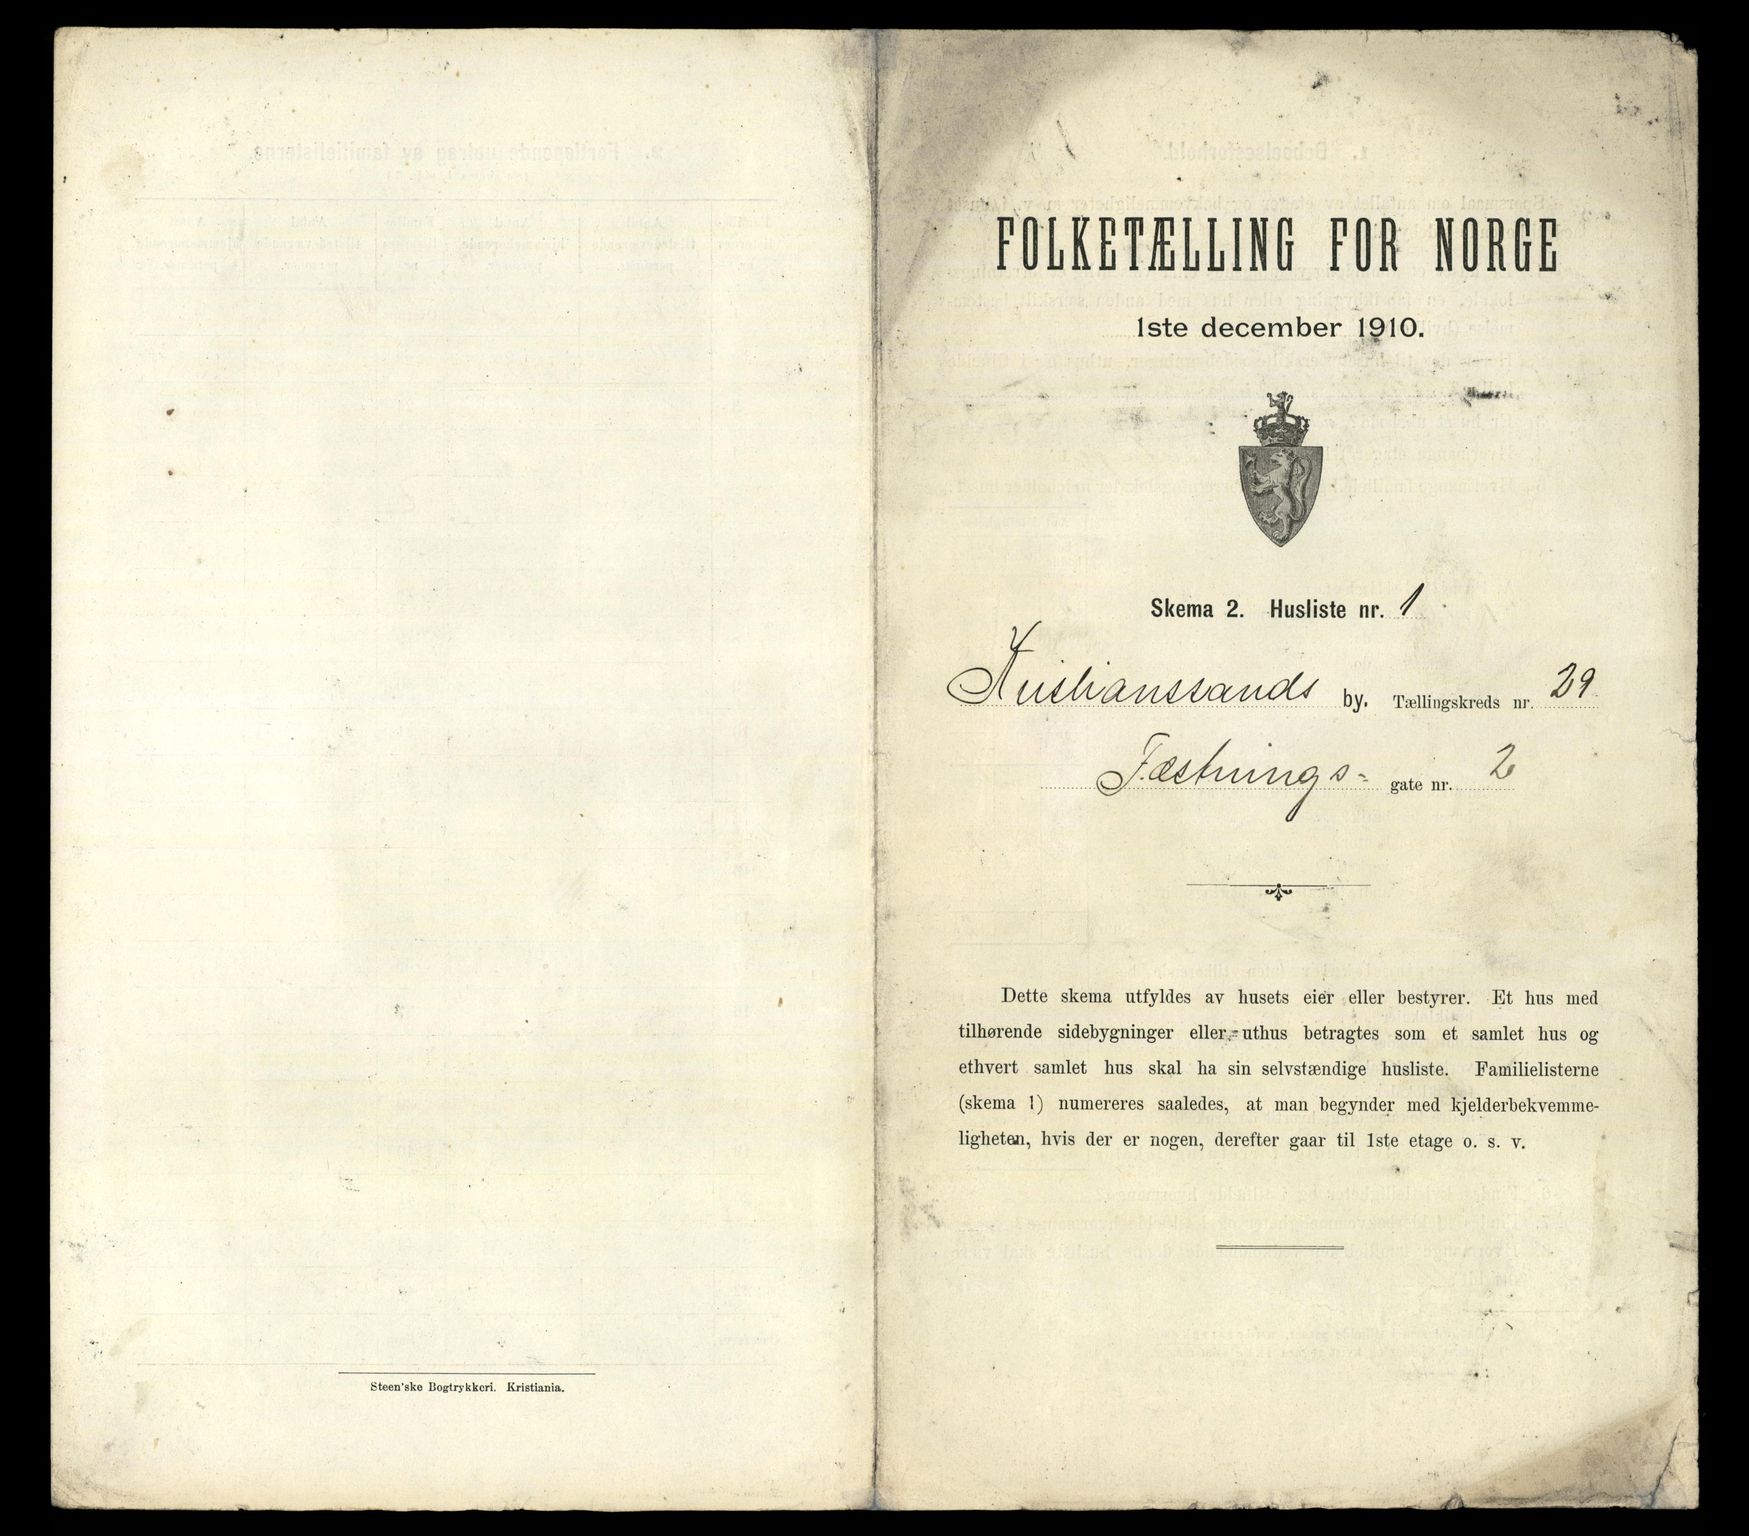 Steen'ske Bogtrykkeri. Kristiania.
FOLKETÆLLING FOR NORGE
1ste december 1910.
Skema 2. Husliste nr. 1
Kristianssands by. Tællingskreds nr. 29
Fæstnings- gate nr. 2
Dette skema utfyldes av husets eier eller bestyrer. Et hus med
tilhørende sidebygninger eller uthus betragtes som et samlet hus og
ethvert samlet hus skal ha sin selvstændige husliste. Familielisterne
(skema 1) numereres saaledes, at man begynder med kjelderbekvemme-
ligheten, hvis der er nogen, derefter gaar til 1ste etage o. s. v.